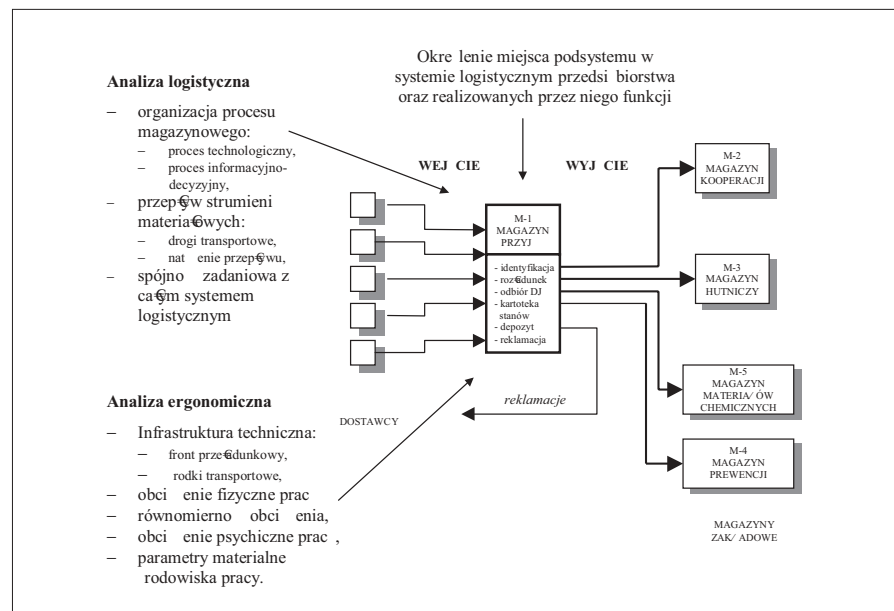 Okre lenie miejsca podsystemu w
systemie logistycznym przedsi biorstwa
oraz realizowanych przez niego funkcji
Analiza logistyczna
– organizacja procesu
magazynowego:
– proces technologiczny,
– proces informacyjno-
decyzyjny,
– przep€w strumieni
materia€wych:
– drogi transportowe,
– nat enie przep€wu,
– spójno zadaniowa z
ca€ym systemem
logistycznym
Analiza ergonomiczna
– Infrastruktura techniczna:
– front prze€dunkowy,
– rodki transportowe,
– obci enie fizyczne prac
– równomierno obci enia,
– obci enie psychiczne prac ,
– parametry materialne
rodowiska pracy.
WEJ CIE
WYJ CIE
M-1
MAGAZYN
PRZYJ
- identyfikacja
- roz€dunek
- odbiór DJ
- kartoteka
stanów
- depozyt
- reklamacja
reklamacje
DOSTAWCY
M-2
MAGAZYN
KOOPERACJI
M-3
MAGAZYN
HUTNICZY
M-5
MAGAZYN
MATERIA/ ÓW
CHEMICZNYCH
M-4
MAGAZYN
PREWENCJI
MAGAZYNY
ZAK/ ADOWE